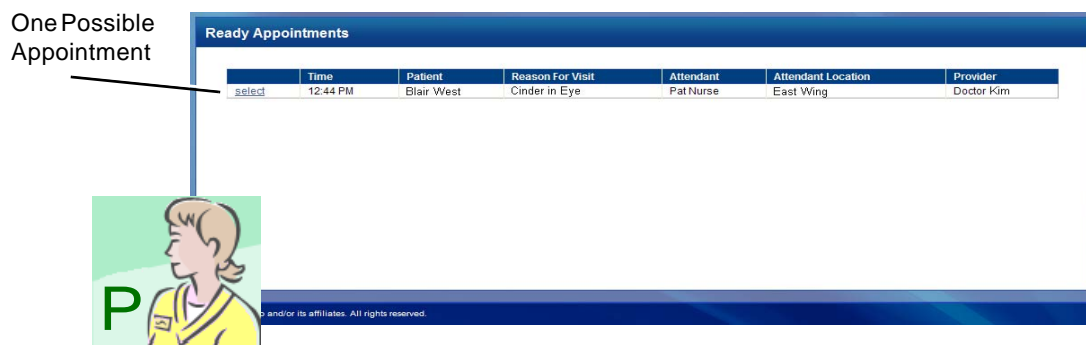 One Possible
Appointment
Ready Appointments
Time Patient Reason For Visit Attendant Attendant Location Provider
select 12:44 PM Blair West Cinder in Eye Pat Nurse East Wing Doctor Kim
P
and/or its affiliates. All rights reserved.